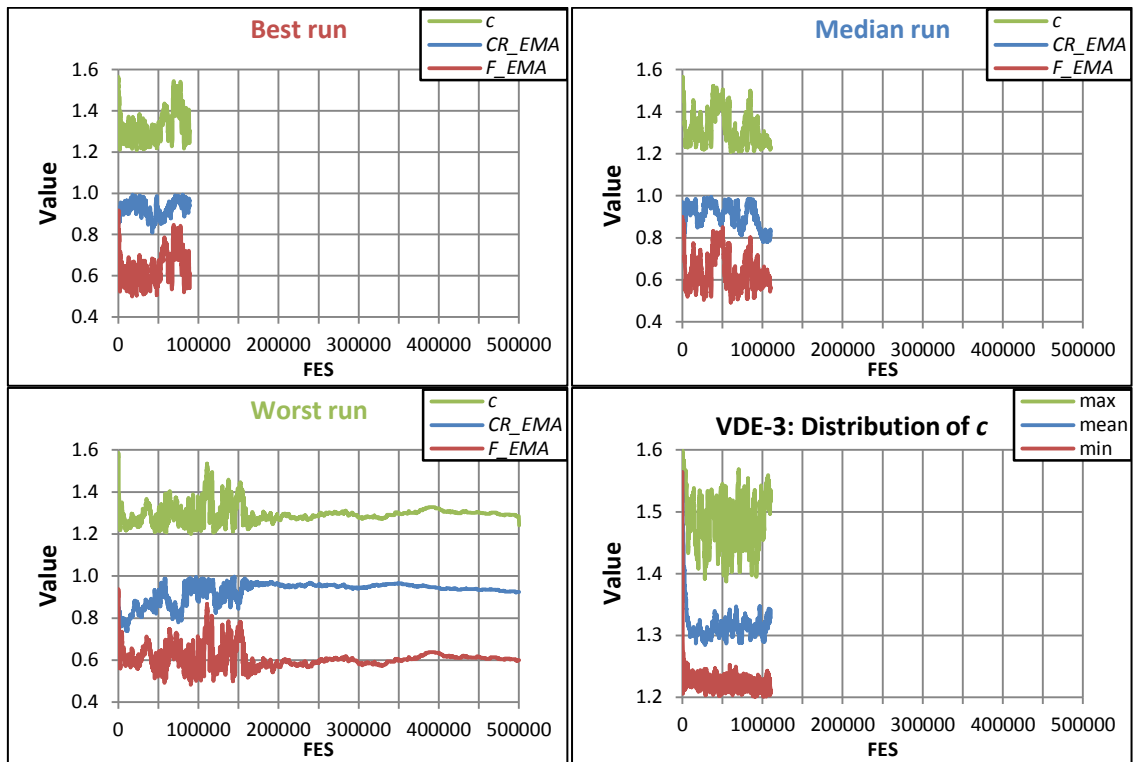 Best run
c
CR_EMA
F_EMA
Value
1.6
1.4
1.2
1.0
0.8
0.6
0.4
0 100000 200000 300000 400000 500000
FES
Median run
c
CR_EMA
F_EMA
Value
1.6
1.4
1.2
1.0
0.8
0.6
0.4
0 100000 200000 300000 400000 500000
FES
Worst run
c
CR_EMA
F_EMA
Value
1.6
1.4
1.2
1.0
0.8
0.6
0.4
0 100000 200000 300000 400000 500000
FES
VDE-3: Distribution of c
max
mean
min
Value
1.6
1.5
1.4
1.3
1.2
0 100000 200000 300000 400000 500000
FES